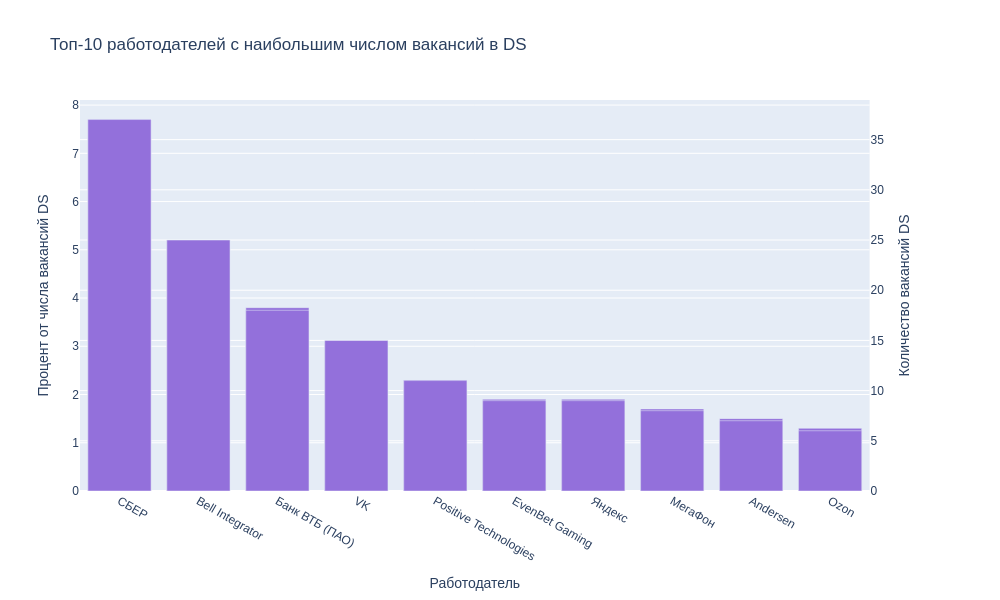 Топ-10 работодателей с наибольшим числом вакансий в DS
Процент от числа вакансий DS
8
7
6
5
4
3
2
1
0
35
30
25
20
15
10
5
0
Количество вакансий DS
СБЕР
Bell Integrator
Банк ВТБ (ПАО)
VK
Positive Technologies
EvenBet Gaming
Яндекс
МегаФон
Andersen
Ozon
Работодатель